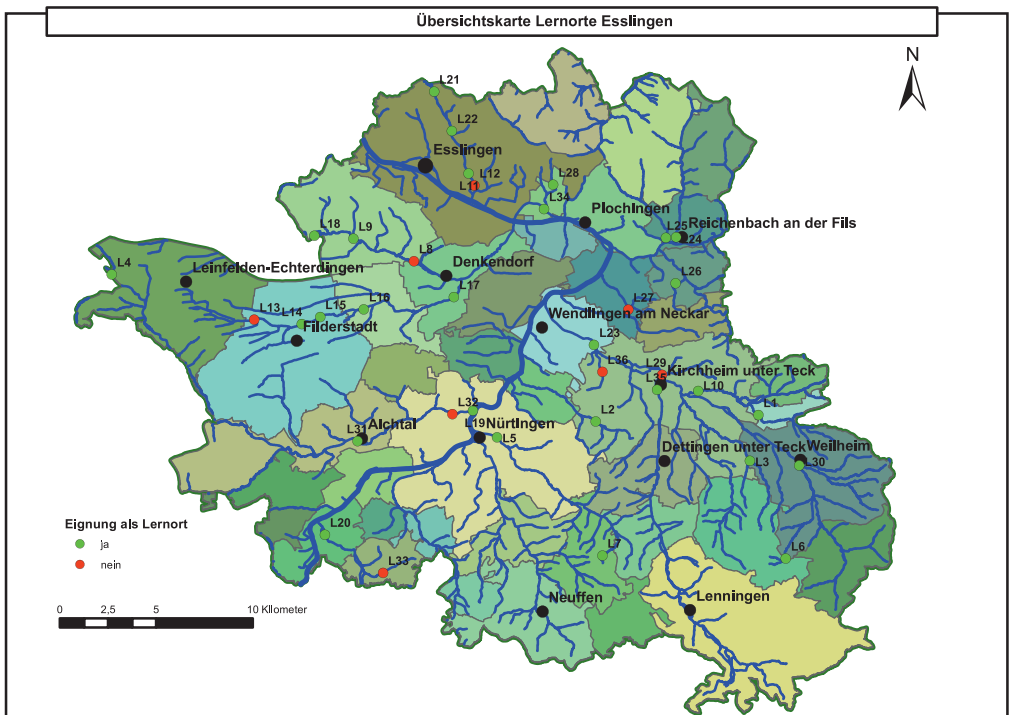 Übersichtskarte Lernorte Esslingen
N
L21
L22
Esslingen
L12
L11
L28
L34
Plochingen
L18
L9
L25
Reichenbach an der Fils
L24
L8
L4
Leinfelden-Echterdingen
Denkendorf
L26
L17
L13
L15
L16
L27
L14
Filderstadt
Wendlingen am Neckar
L23
L36
L29
Kirchheim unter Teck
L35
L10
L32
L1
L2
L31
Aichtal
L19
Nürtingen
L5
Dettingen unter Teck
Weilheim
L3
L30
Eignung als Lernort
ja
nein
L20
L7
L6
L33
Neuffen
Lenningen
0 2,5 5 10 Kilometer